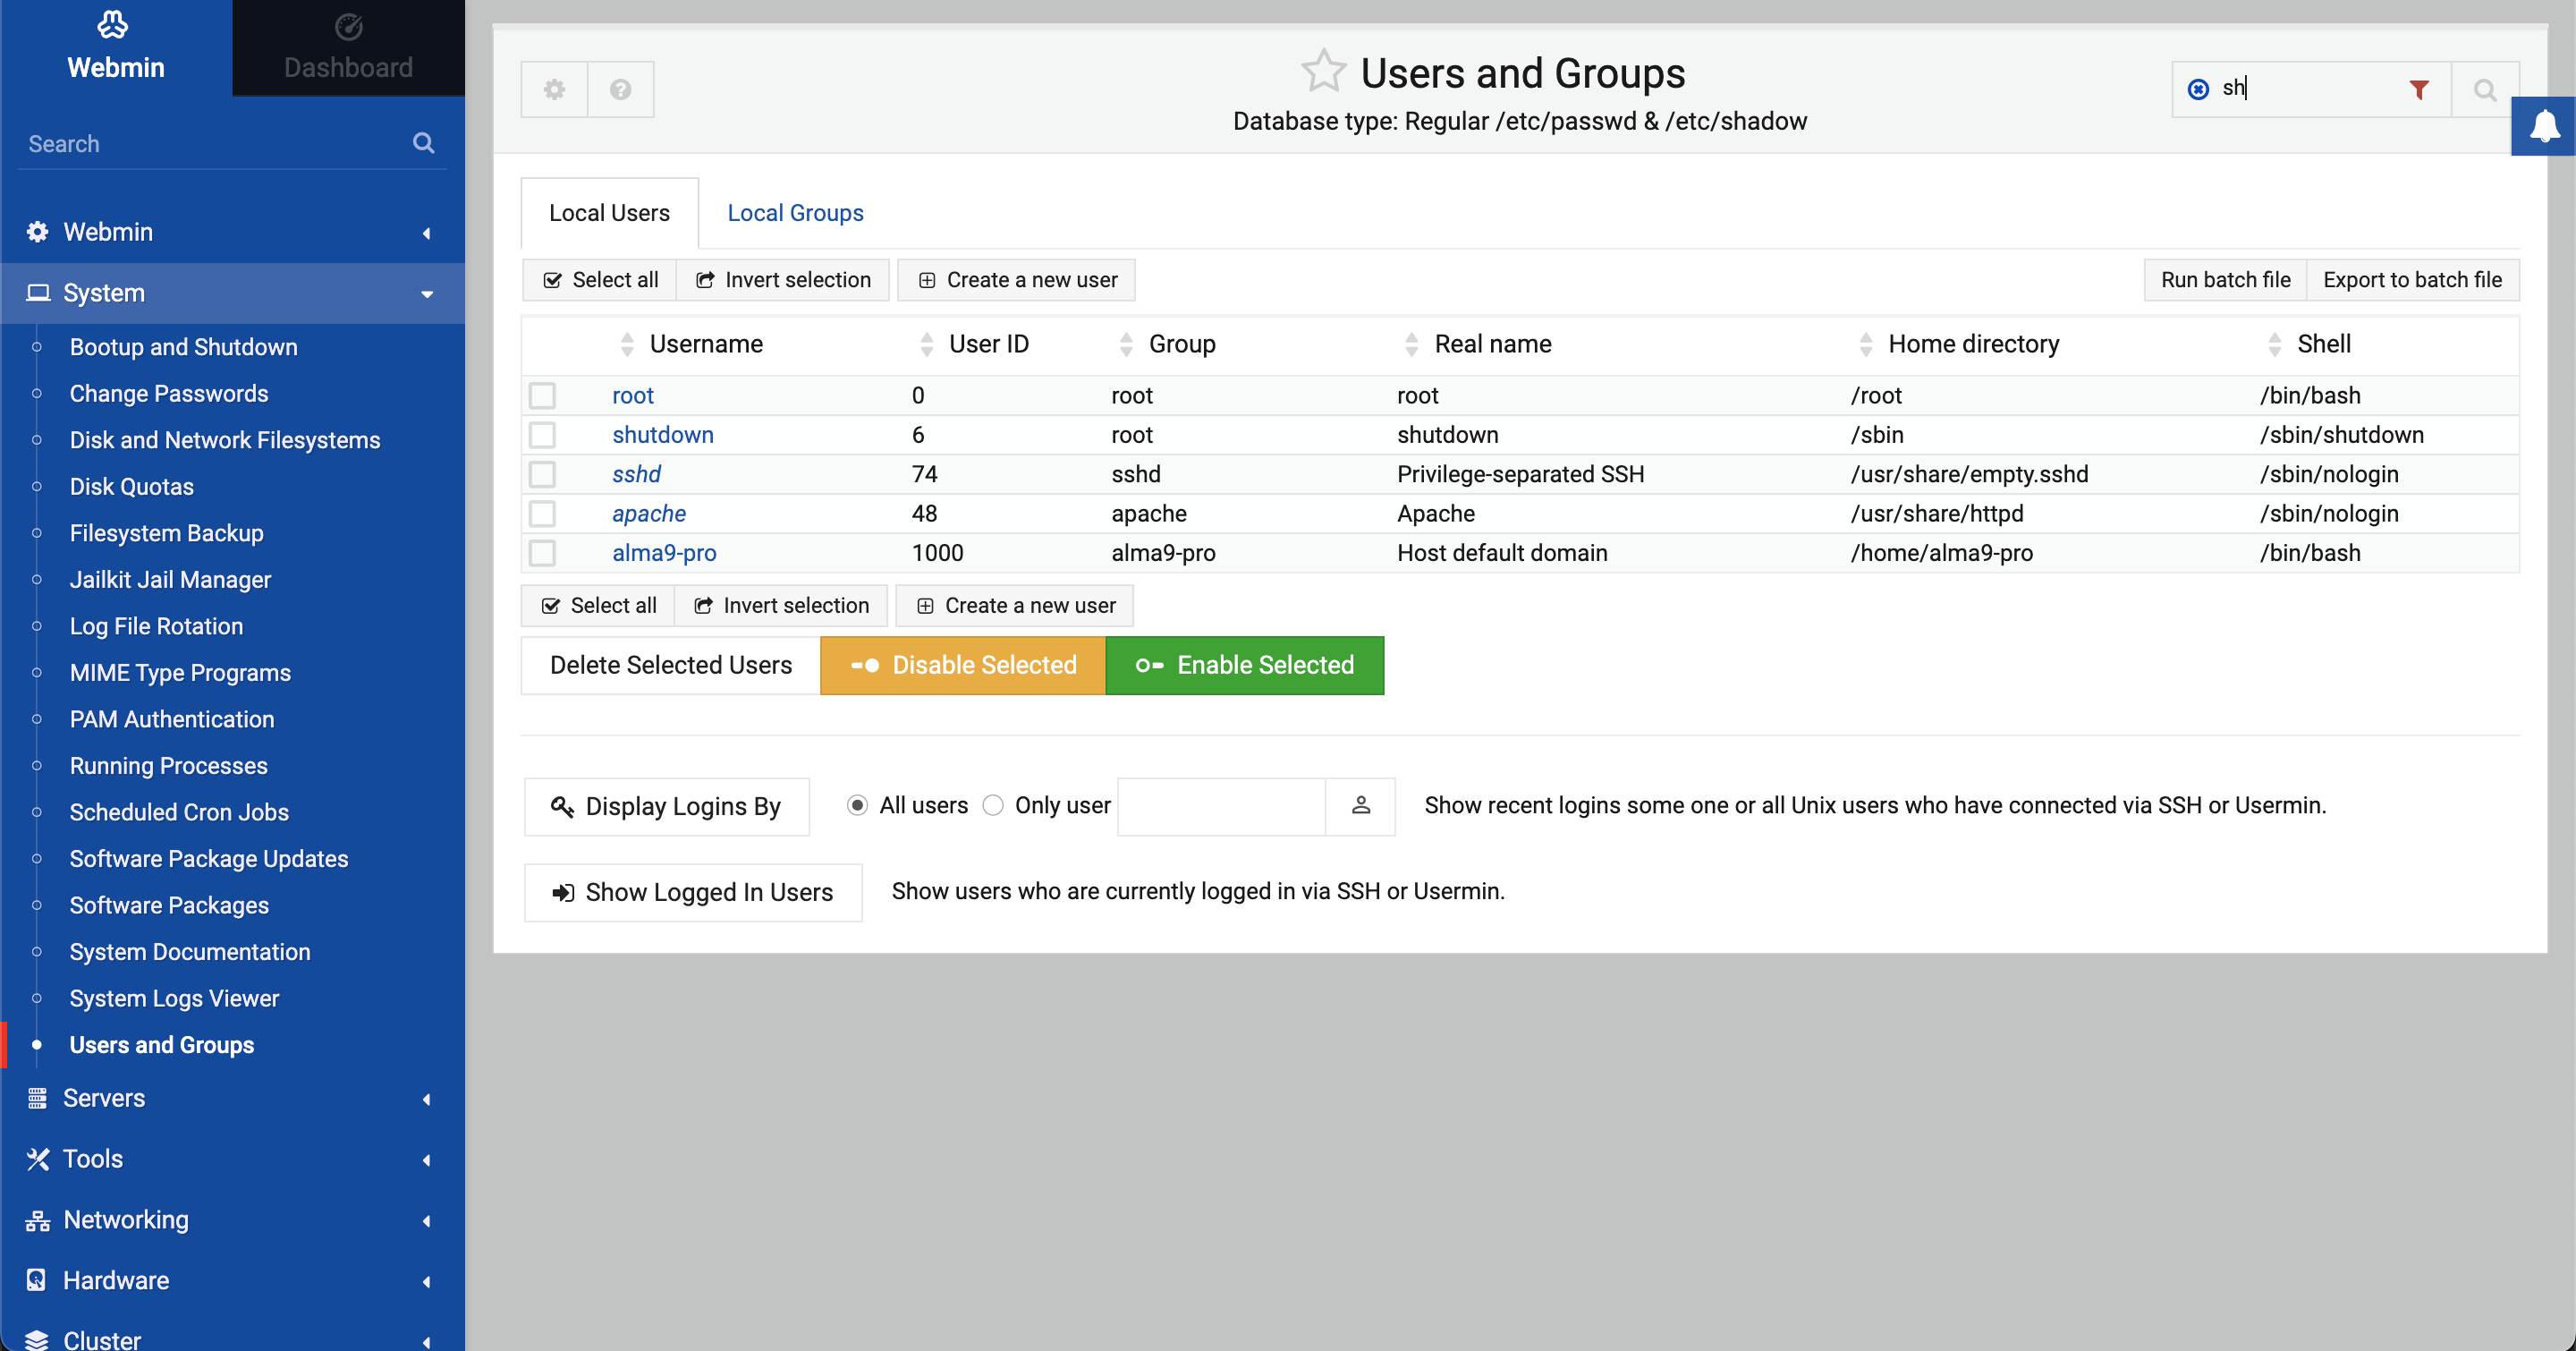 Webmin
Dashboard
Search
Webmin
System
Bootup and Shutdown
Change Passwords
Disk and Network Filesystems
Disk Quotas
Filesystem Backup
Jailkit Jail Manager
Log File Rotation
MIME Type Programs
PAM Authentication
Running Processes
Scheduled Cron Jobs
Software Package Updates
Software Packages
System Documentation
System Logs Viewer
Users and Groups
Servers
Tools
Networking
Hardware
Cluster
Users and Groups
Database type: Regular /etc/passwd & /etc/shadow
sh
Local Users Local Groups
Select all Invert selection Create a new user Run batch file Export to batch file
Username User ID Group Real name Home directory Shell
root 0 root root /root /bin/bash
shutdown 6 root shutdown /sbin /sbin/shutdown
sshd 74 sshd Privilege-separated SSH /usr/share/empty.sshd /sbin/nologin
apache 48 apache Apache /usr/share/httpd /sbin/nologin
alma9-pro 1000 alma9-pro Host default domain /home/alma9-pro /bin/bash
Select all Invert selection Create a new user
Delete Selected Users Disable Selected Enable Selected
Display Logins By All users Only user Show recent logins some one or all Unix users who have connected via SSH or Usermin.
Show Logged In Users Show users who are currently logged in via SSH or Usermin.